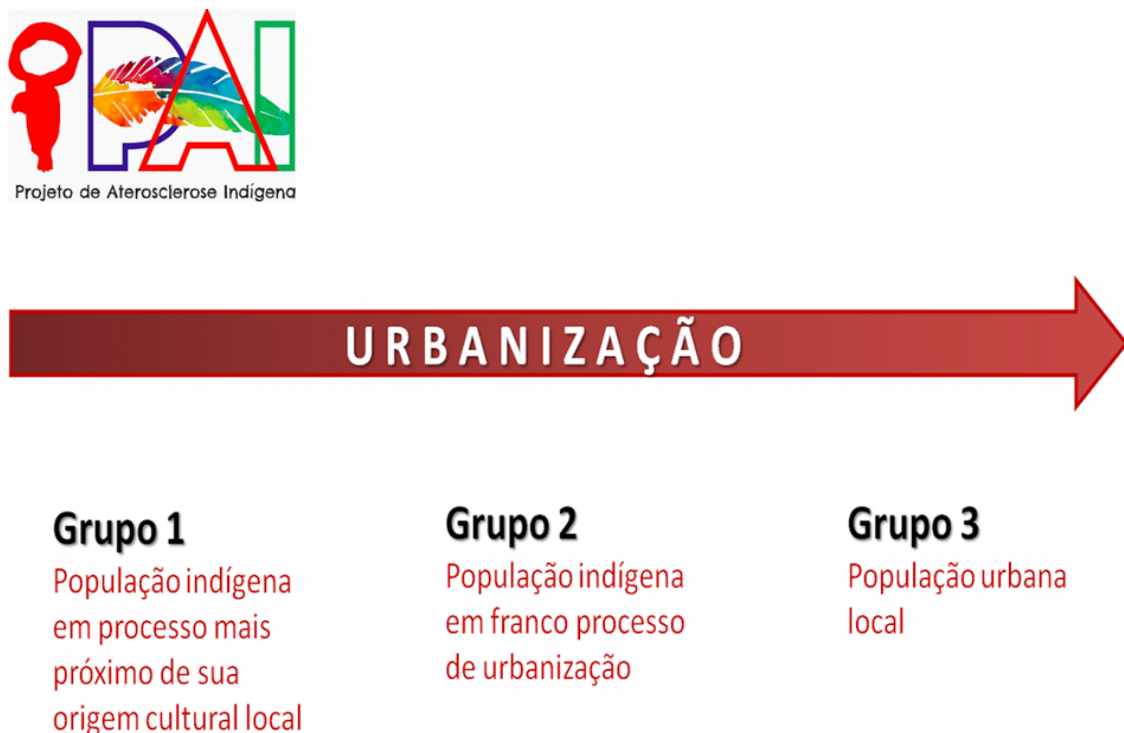 PAI
Projeto de Aterosclerose Indígena
URBANIZAÇÃO
Grupo 1
População indígena
em processo mais
próximo de sua
origem cultural local
Grupo 2
População indígena
em franco processo
de urbanização
Grupo 3
População urbana
local